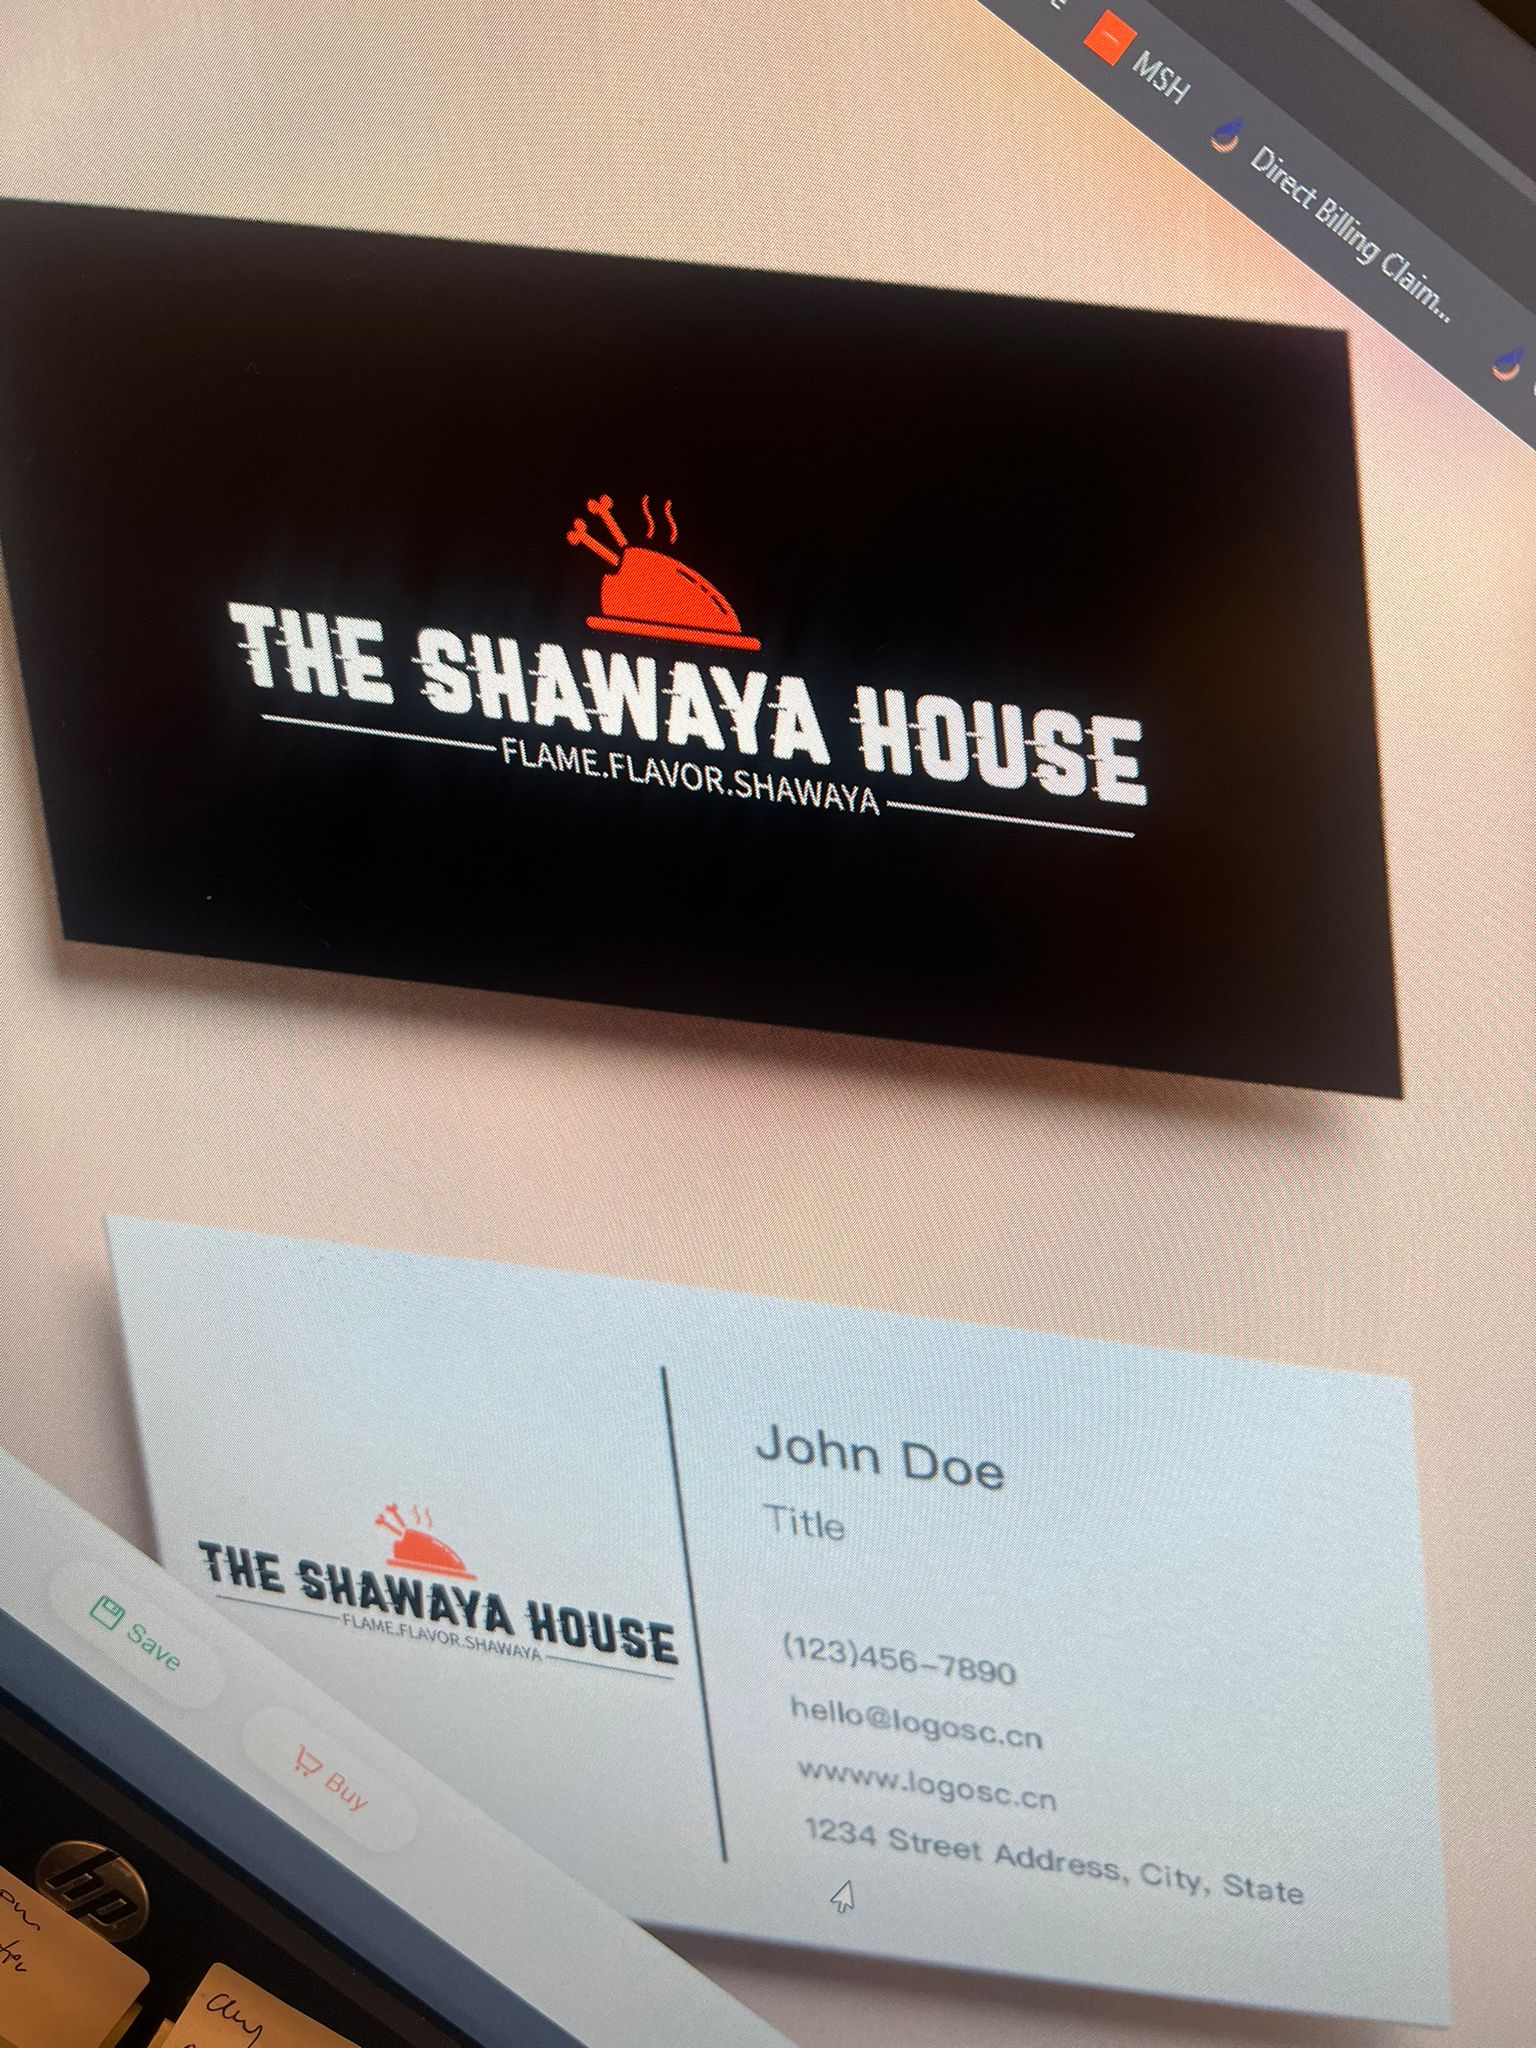 MSH
Direct Billing Claim...
THE SHAWAYA HOUSE
FLAME.FLAVOR.SHAWAYA
John Doe
Title
THE SHAWAYA HOUSE
FLAME.FLAVOR.SHAWAYA
(123)456-7890
hello@logosc.cn
wwww.logosc.cn
1234 Street Address, City, State
Save
Buy
hp